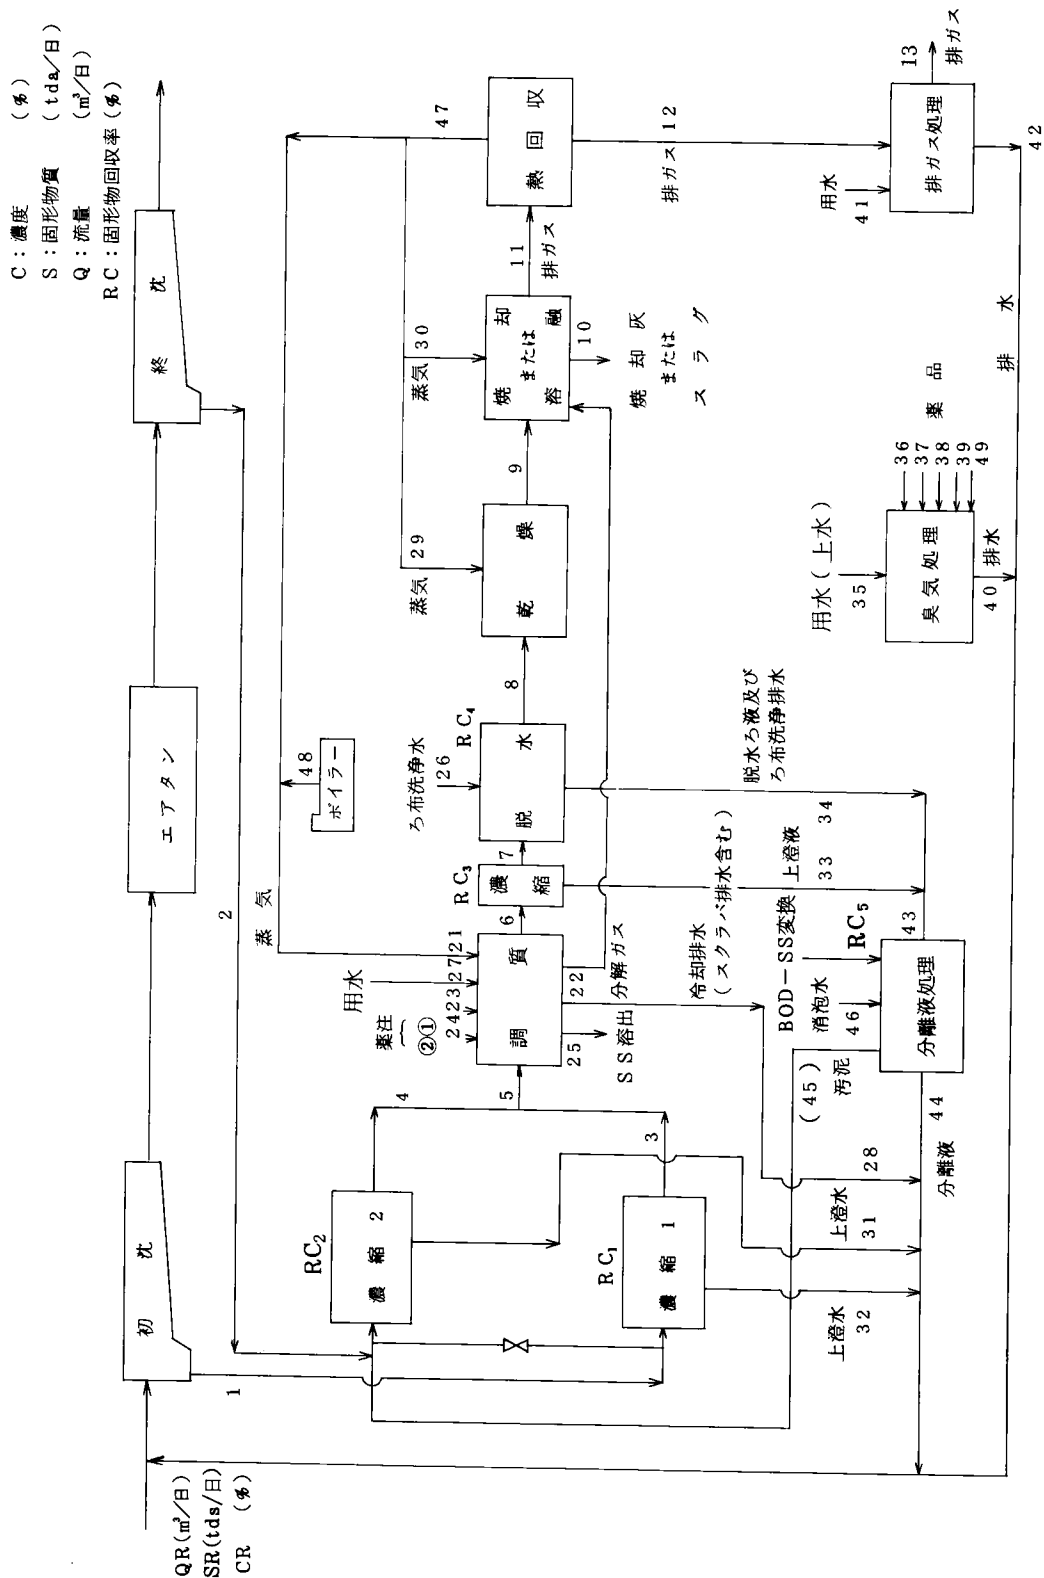 C：濃度 (％)
S：固形物質 (tda/日)
Q：流量 (m³/日)
RC：固形物回収率(％)
QR(m³/日)
SR(tds/日)
CR (％)
初沈
エアタン
終沈
1
2
RC₂
濃縮 2
RC₁
濃縮 1
3
4
5
上澄水
31
上澄水
32
蒸気
用水
薬注
②①
24 23 27 21
調質
25
SS溶出
22
分解ガス
冷却排水
(スクラバ排水含む)
28
6
RC₃
濃縮
7
上澄液
33
ボイラー
48
ろ布洗浄水
26
RC₄
脱水
脱水ろ液及び
ろ布洗浄排水
34
8
蒸気
29
乾燥
9
蒸気
30
焼却
または
溶融
10
焼却灰
または
スラグ
11
排ガス
熱回収
47
排ガス
12
用水
41
排ガス処理
13
排ガス
42
排水
BOD－SS変換
RC₅
消泡水
46
43
分離液処理
(45)
汚泥
44
分離液
用水(上水)
35
臭気処理
薬品
36
37
38
39
49
排水
40